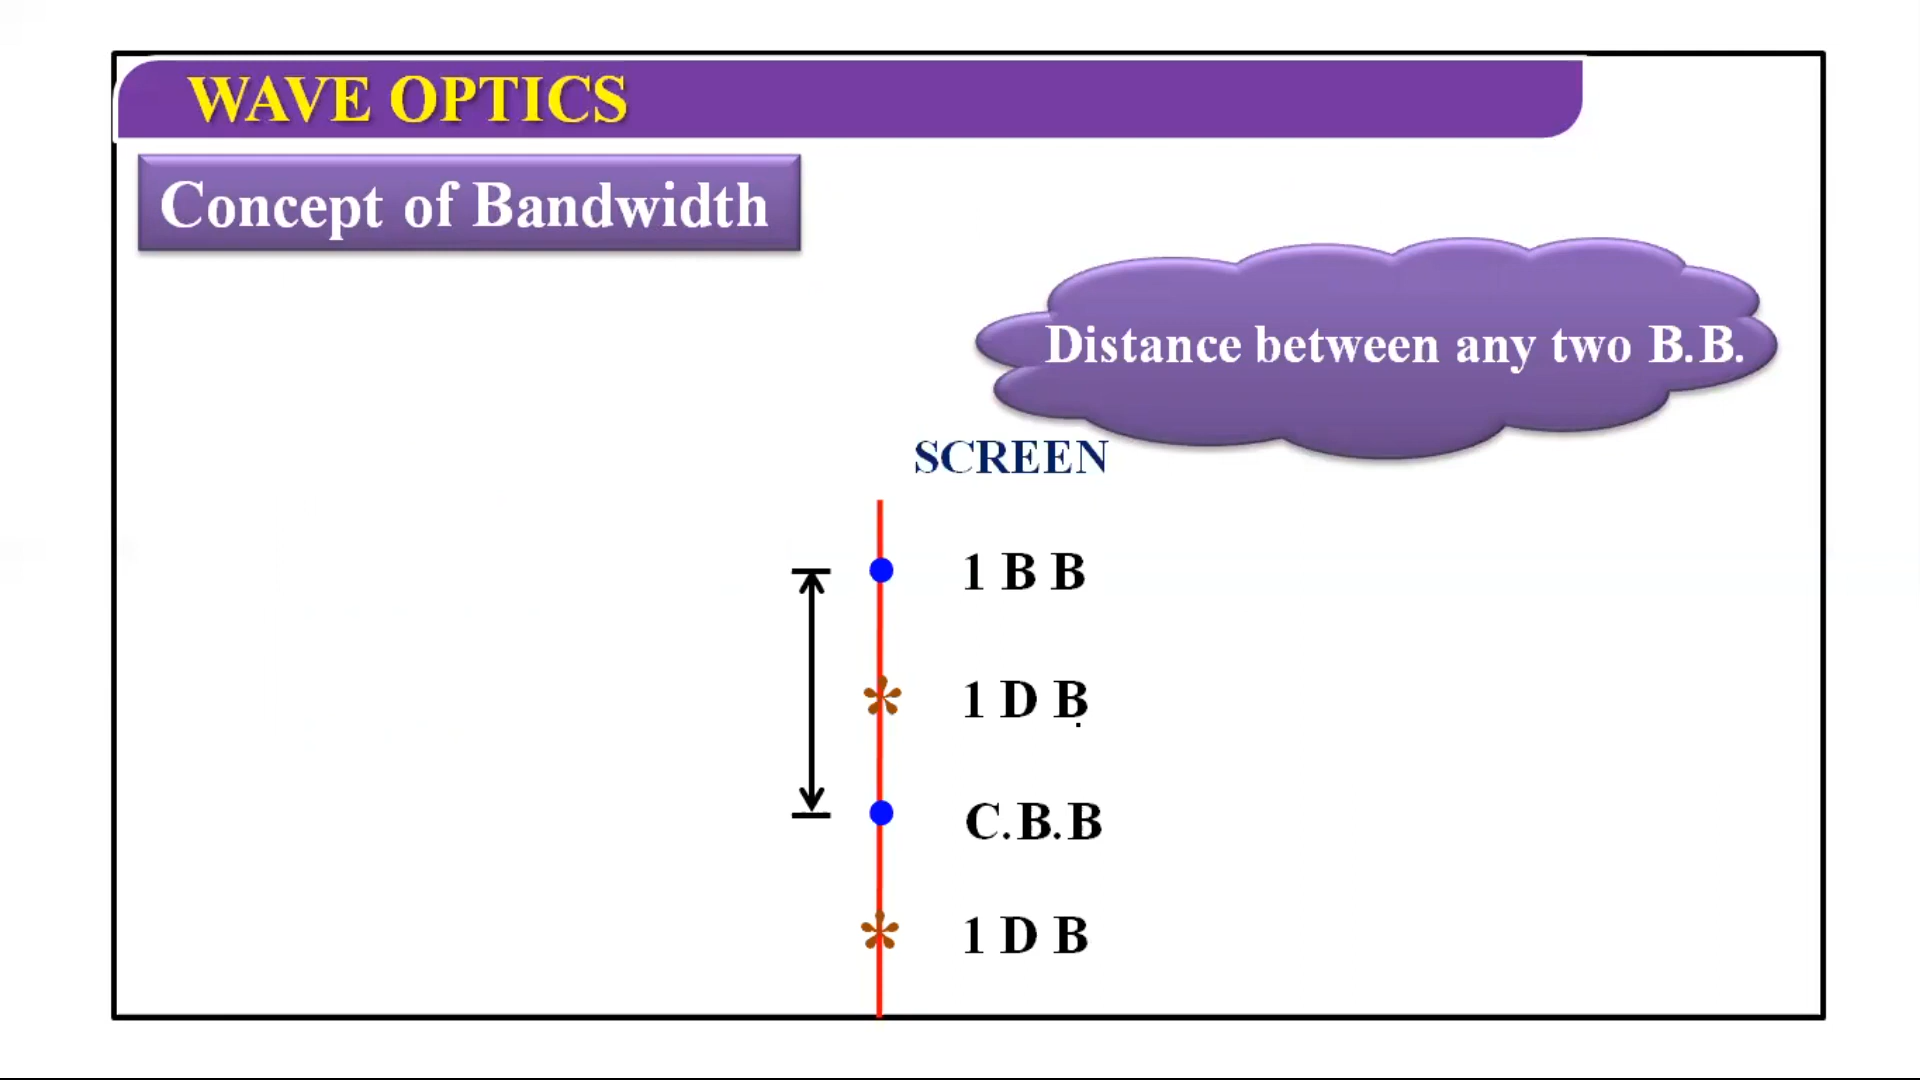 WAVE OPTICS
Concept of Bandwidth
Distance between any two B.B.
SCREEN
1 B B
1 D B
C.B.B
1 D B